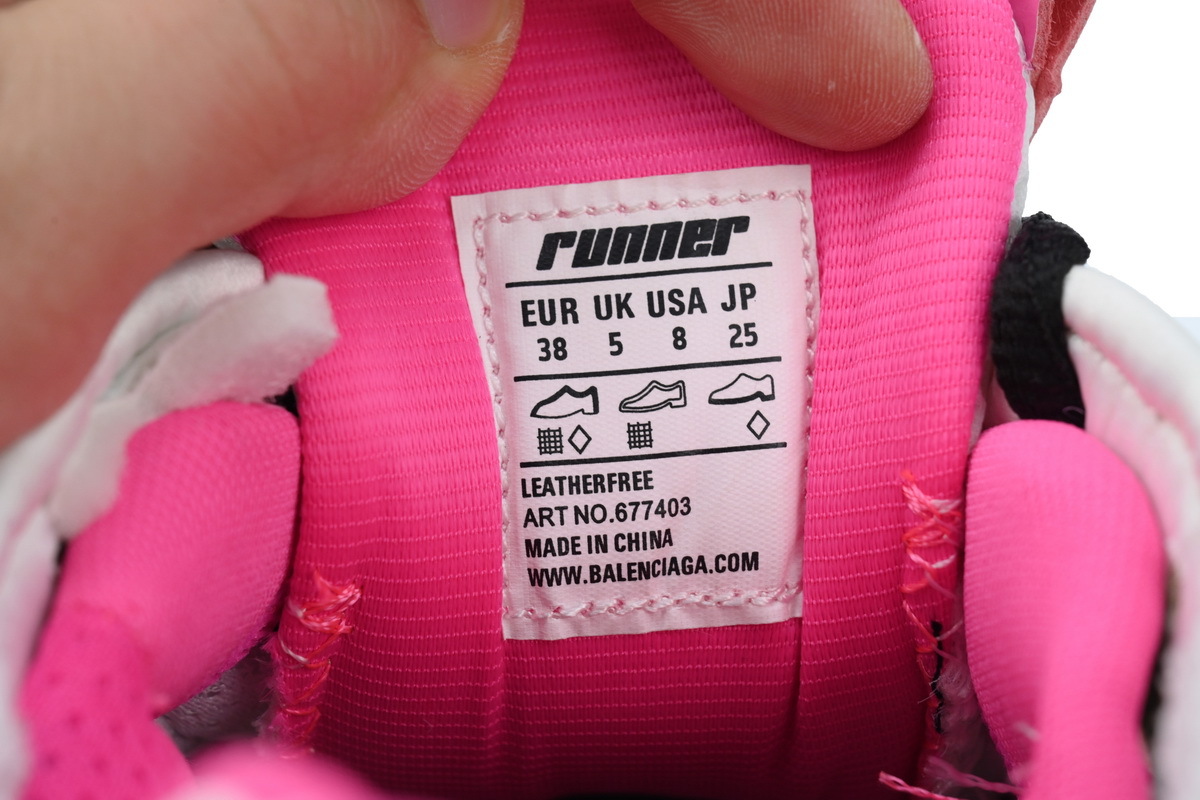 runner
EUR UK USA JP
38 5 8 25
LEATHERFREE
ART NO.677403
MADE IN CHINA
WWW.BALENCIAGA.COM